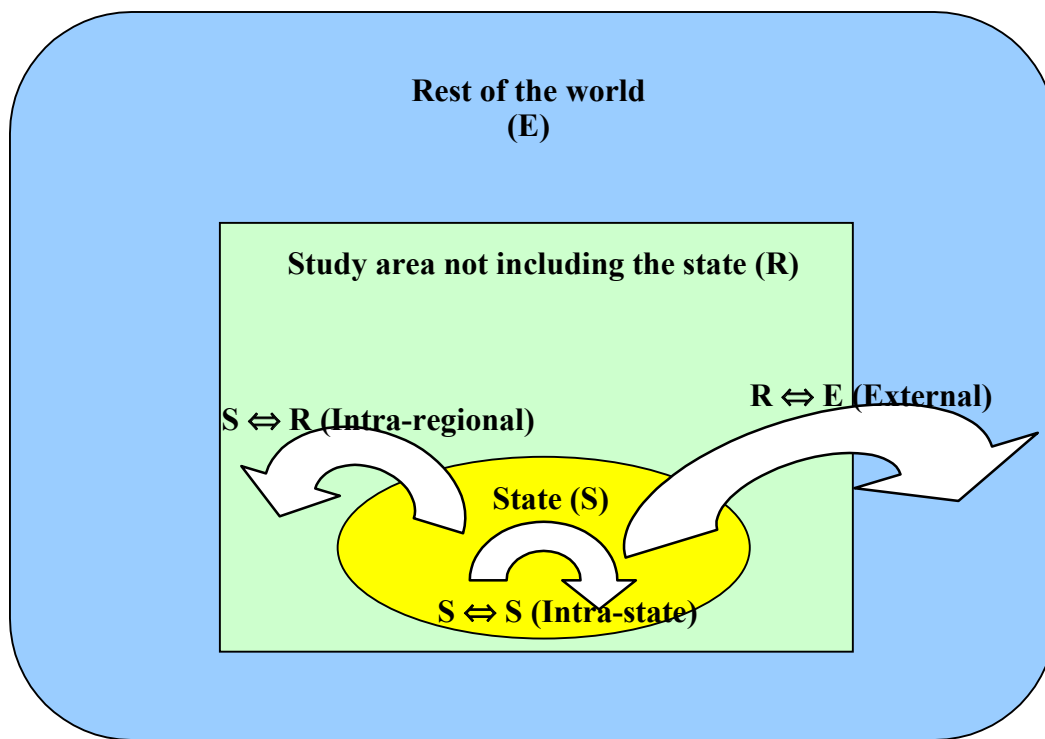 Rest of the world
(E)
Study area not including the state (R)
R ⇔ E (External)
S ⇔ R (Intra-regional)
State (S)
S ⇔ S (Intra-state)